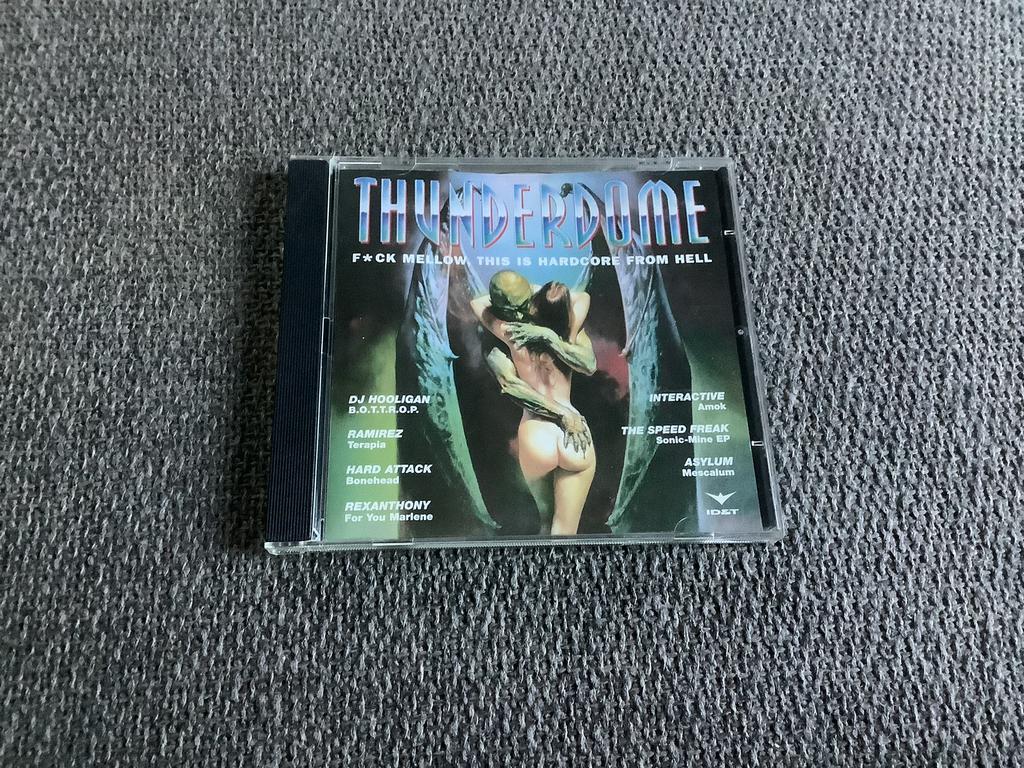 THUNDERDOME
F*CK MELLOW, THIS IS HARDCORE FROM HELL
DJ HOOLIGAN
B.O.T.T.R.O.P.
RAMIREZ
Terapia
HARD ATTACK
Bonehead
REXANTHONY
For You Marlene
INTERACTIVE
Amok
THE SPEED FREAK
Sonic-Mine EP
ASYLUM
Mescalum
ID&T